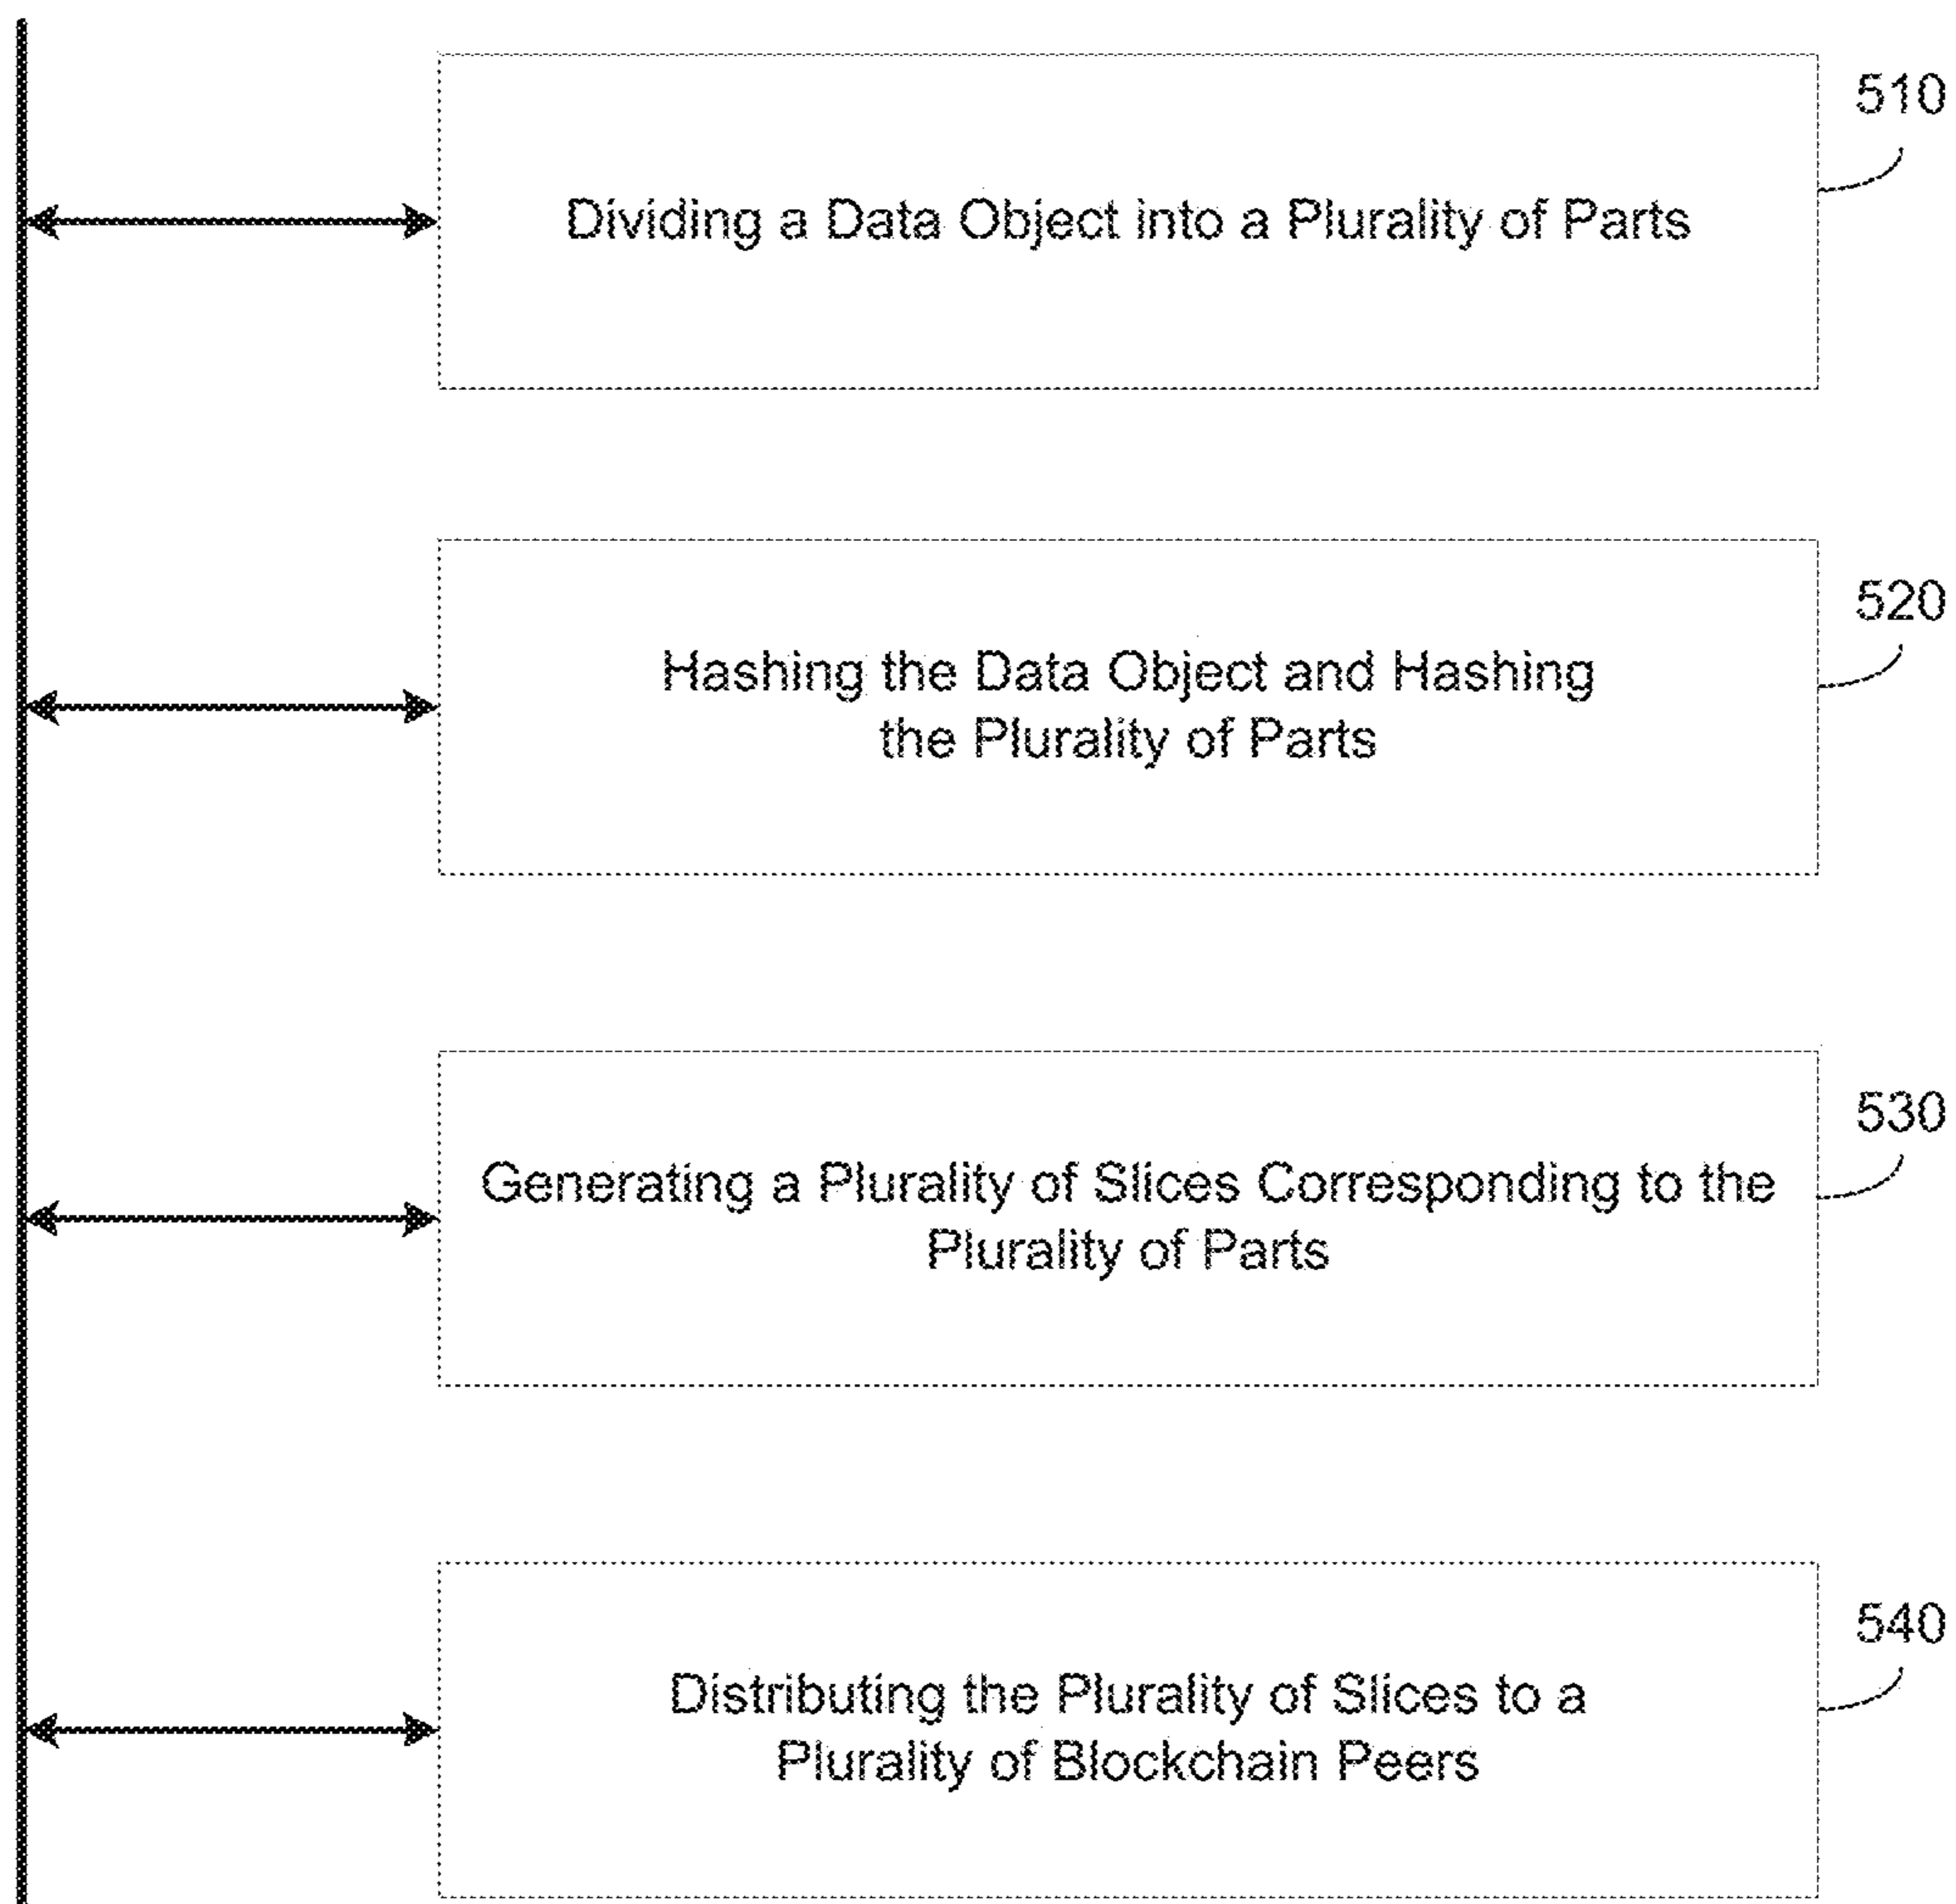 510
Dividing a Data Object into a Plurality of Parts
520
Hashing the Data Object and Hashing
the Plurality of Parts
530
Generating a Plurality of Slices Corresponding to the
Plurality of Parts
540
Distributing the Plurality of Slices to a
Plurality of Blockchain Peers